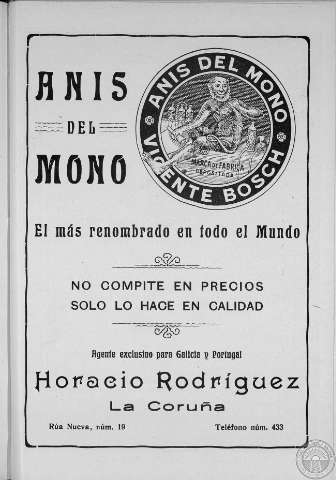 ANIS
DEL
MONO
ANIS DEL MONO
VICENTE BOSCH
MARCA DE FABRICA
DEPOSITADA
El más renombrado en todo el Mundo
NO COMPITE EN PRECIOS
SOLO LO HACE EN CALIDAD
Agente exclusivo para Galicia y Portugal
Horacio Rodríguez
La Coruña
Rúa Nueva, núm. 19
Teléfono núm. 433